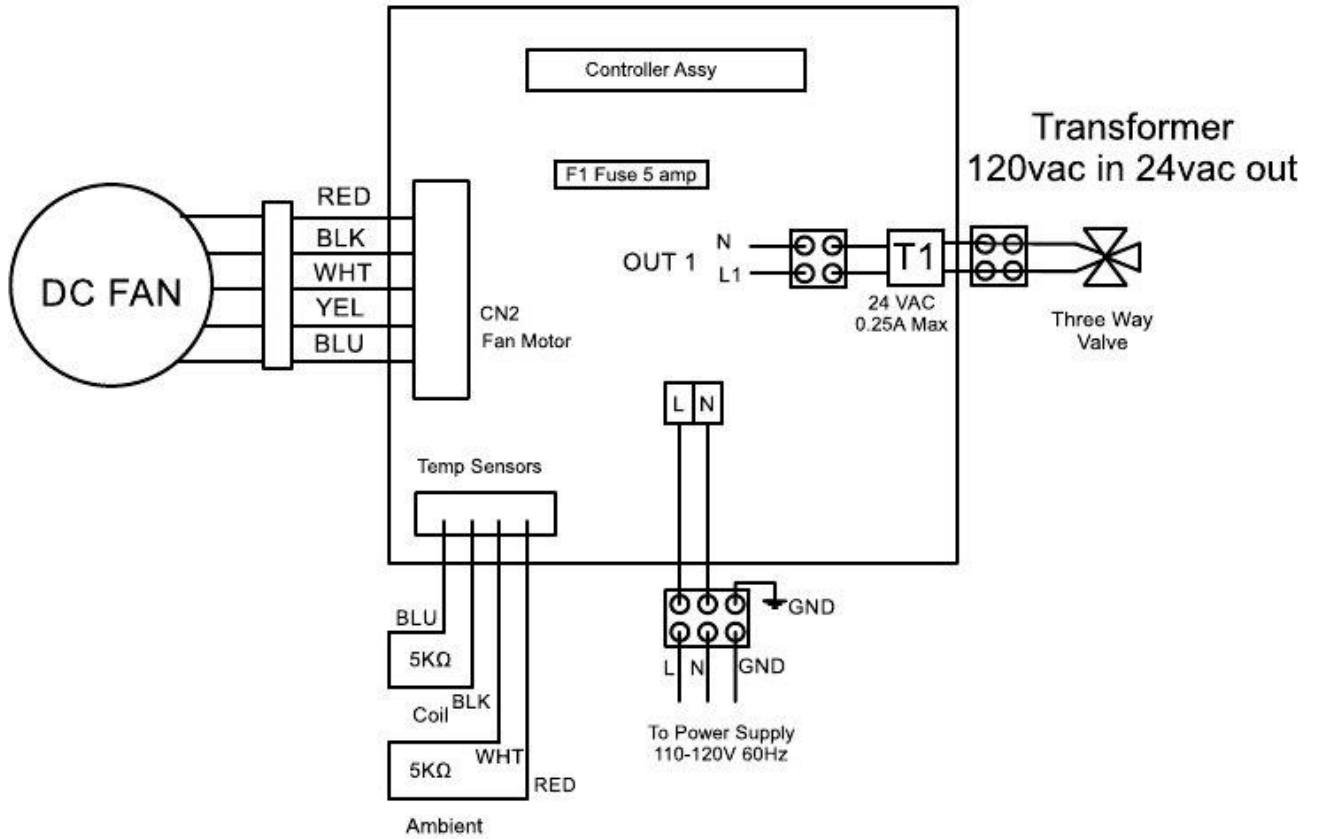 Controller Assy
Transformer
120vac in 24vac out
F1 Fuse 5 amp
DC FAN
RED
BLK
WHT
YEL
BLU
CN2
Fan Motor
OUT 1
N
L1
T1
24 VAC
0.25A Max
Three Way
Valve
L N
Temp Sensors
BLU
5KΩ
BLK
Coil
WHT
5KΩ
RED
Ambient
GND
L N GND
To Power Supply
110-120V 60Hz